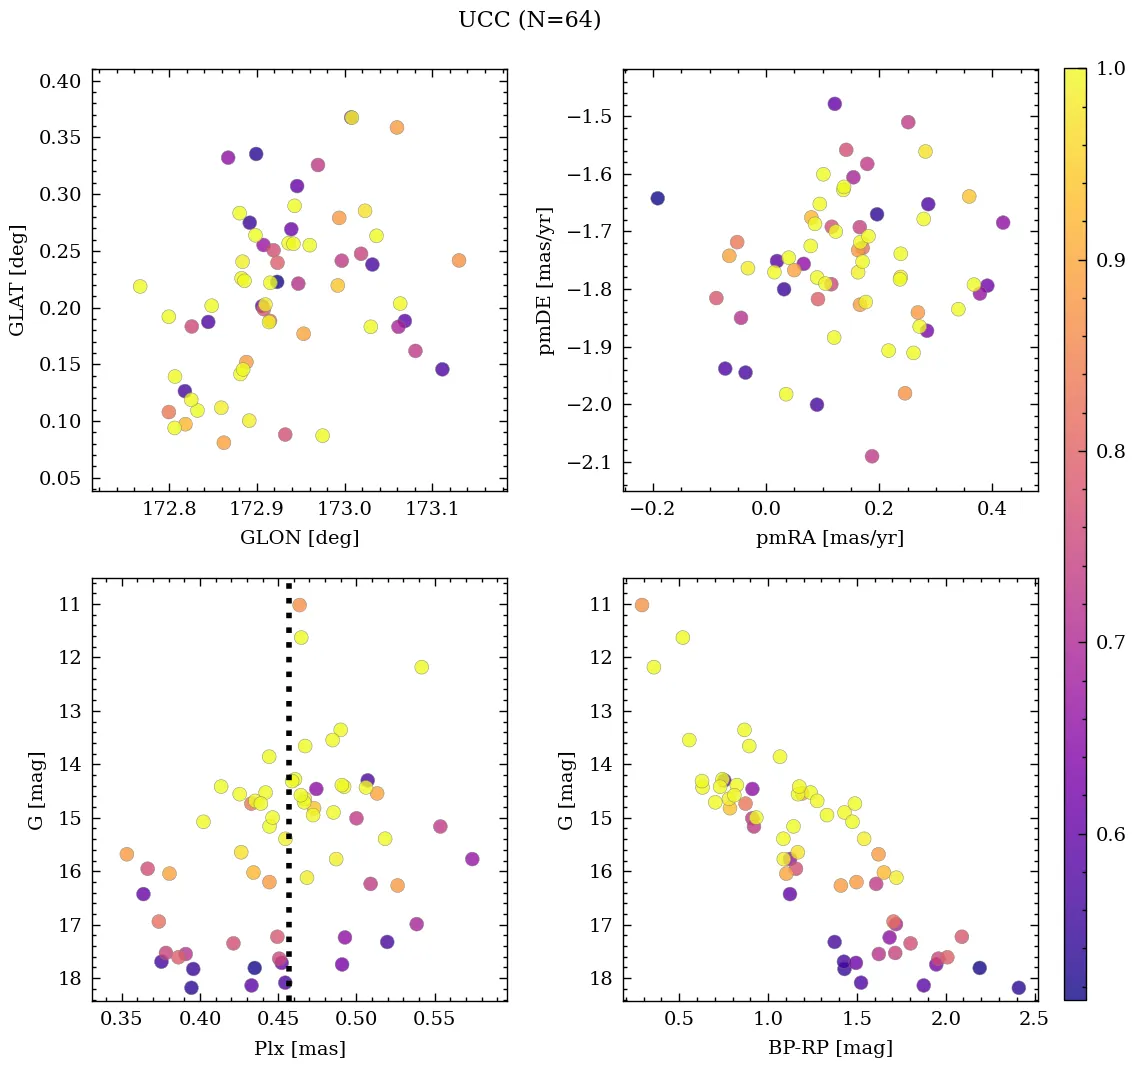 UCC (N=64)
0.40
0.35
0.30
0.25
0.20
0.15
0.10
0.05
GLAT [deg]
172.8 172.9 173.0 173.1
GLON [deg]
−1.5
−1.6
−1.7
−1.8
−1.9
−2.0
−2.1
pmDE [mas/yr]
−0.2 0.0 0.2 0.4
pmRA [mas/yr]
1.0
0.9
0.8
0.7
0.6
11
12
13
14
15
16
17
18
G [mag]
0.35 0.40 0.45 0.50 0.55
Plx [mas]
11
12
13
14
15
16
17
18
G [mag]
0.5 1.0 1.5 2.0 2.5
BP-RP [mag]